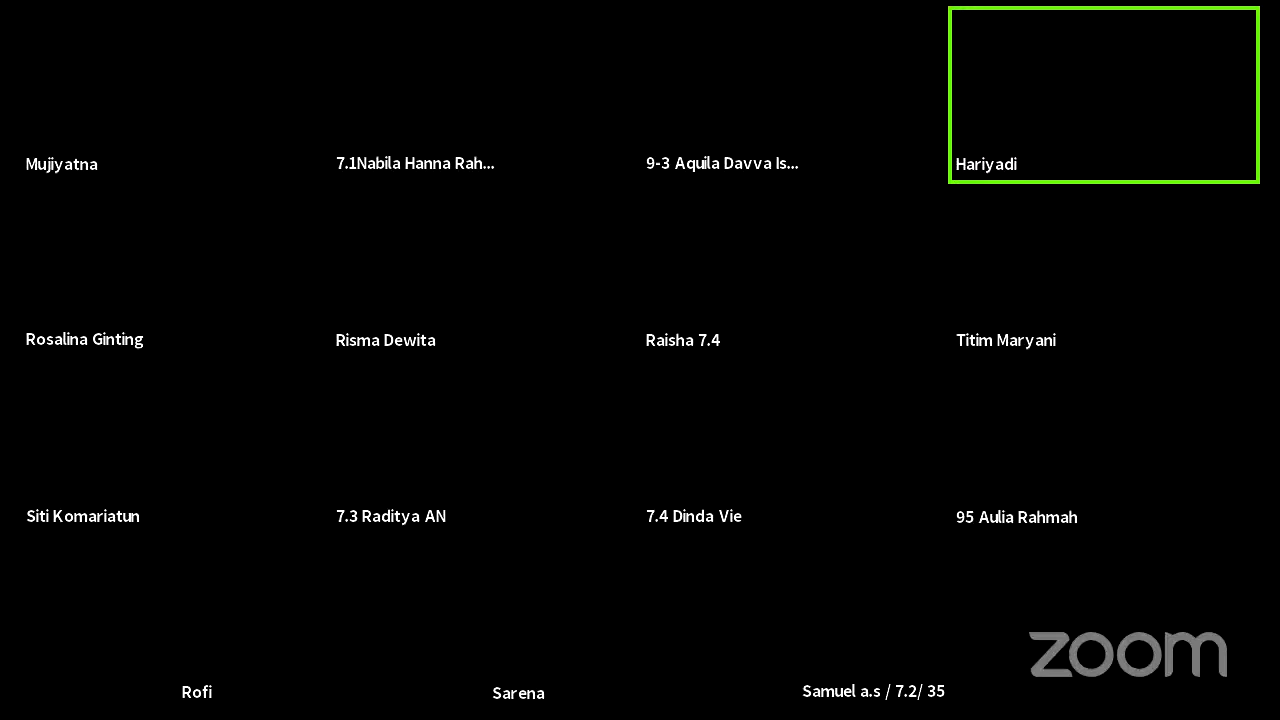 Mujiyatna
7.1Nabila Hanna Rah...
9-3 Aquila Davva Is...
Hariyadi
Rosalina Ginting
Risma Dewita
Raisha 7.4
Titim Maryani
Siti Komariatun
7.3 Raditya AN
7.4 Dinda Vie
95 Aulia Rahmah
Rofi
Sarena
Samuel a.s / 7.2/ 35
zoom